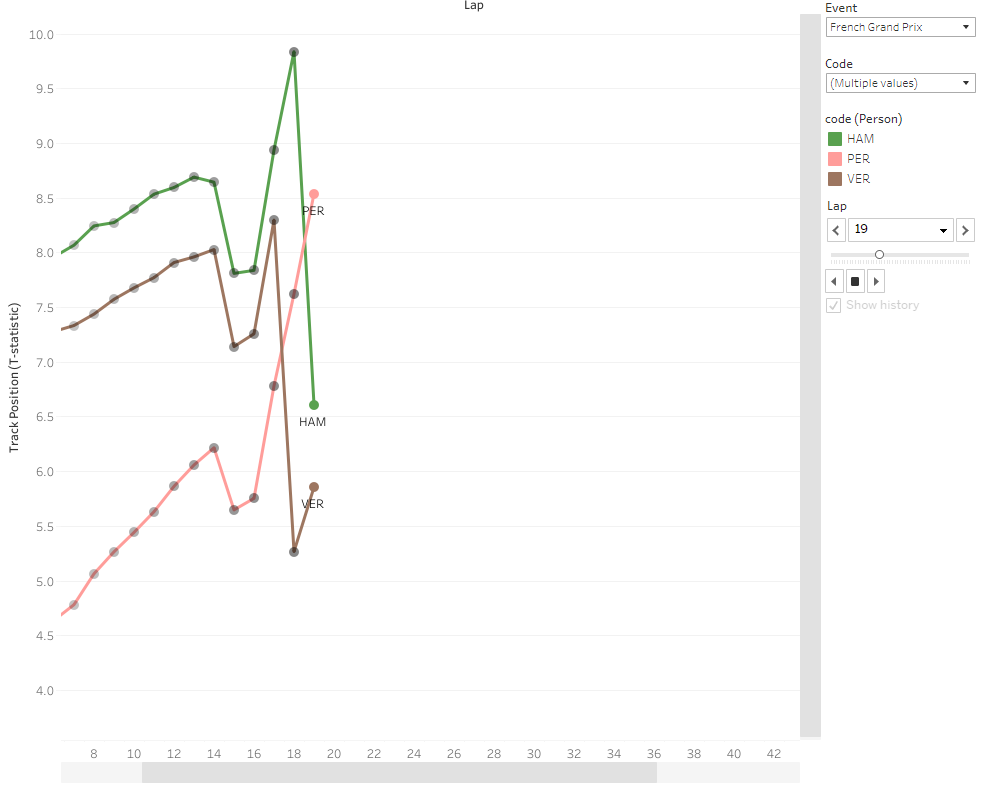 Lap
Track Position (T-statistic)
10.0
9.5
9.0
8.5
8.0
7.5
7.0
6.5
6.0
5.5
5.0
4.5
4.0
PER
HAM
VER
8 10 12 14 16 18 20 22 24 26 28 30 32 34 36 38 40 42
Event
French Grand Prix
Code
(Multiple values)
code (Person)
HAM
PER
VER
Lap
19
Show history